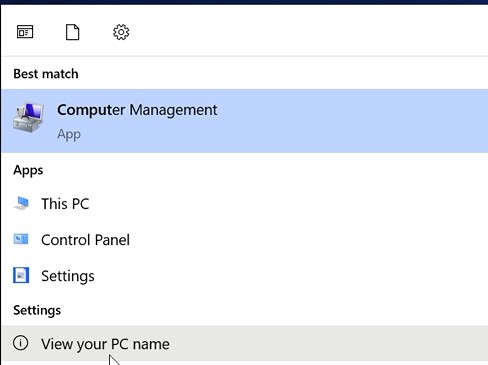 Best match
Computer Management
App
Apps
This PC
Control Panel
Settings
Settings
View your PC name